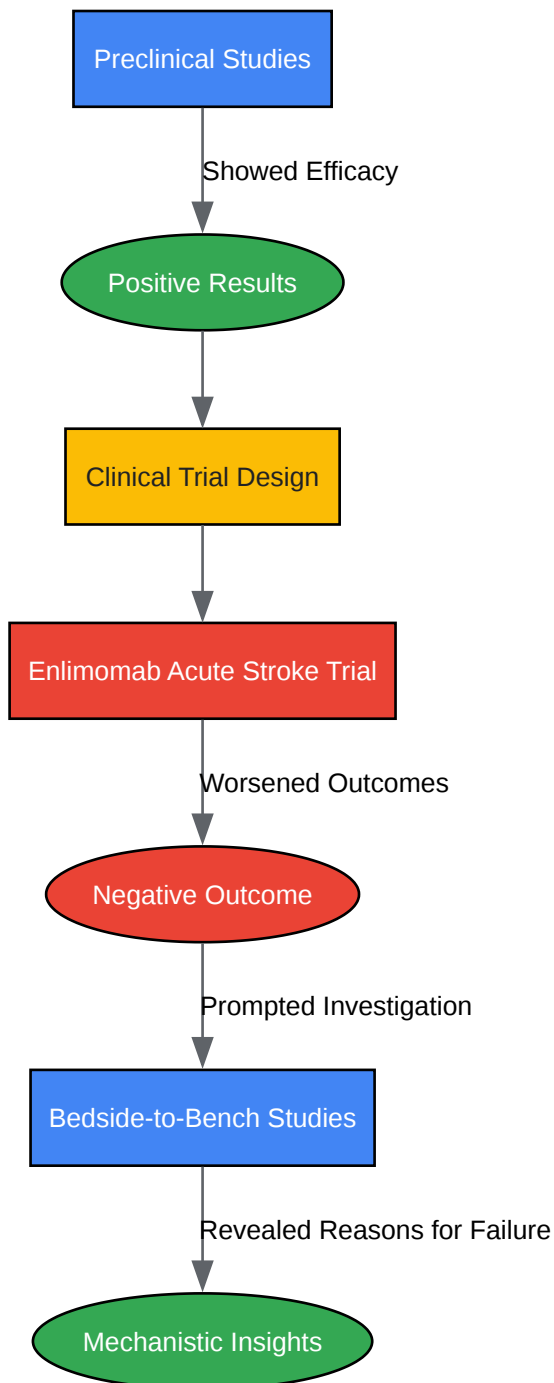 Preclinical Studies
Showed Efficacy
Positive Results
Clinical Trial Design
Enlimomab Acute Stroke Trial
Worsened Outcomes
Negative Outcome
Prompted Investigation
Bedside-to-Bench Studies
Revealed Reasons for Failure
Mechanistic Insights